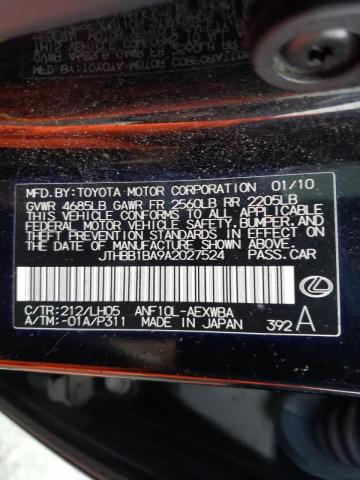 MFD.BY:TOYOTA MOTOR CORPORATION 01/10
GVWR 4685LB GAWR FR 2560LB RR 2205LB
THIS VEHICLE CONFORMS TO ALL APPLICABLE
FEDERAL MOTOR VEHICLE SAFETY, BUMPER, AND
THEFT PREVENTION STANDARDS IN EFFECT ON
THE DATE OF MANUFACTURE SHOWN ABOVE.
JTHBB1BA9A2027524 PASS.CAR
C/TR:212/LH05 ANF10L-AEXWBA
A/TM:-01A/P311 MADE IN JAPAN 392 A